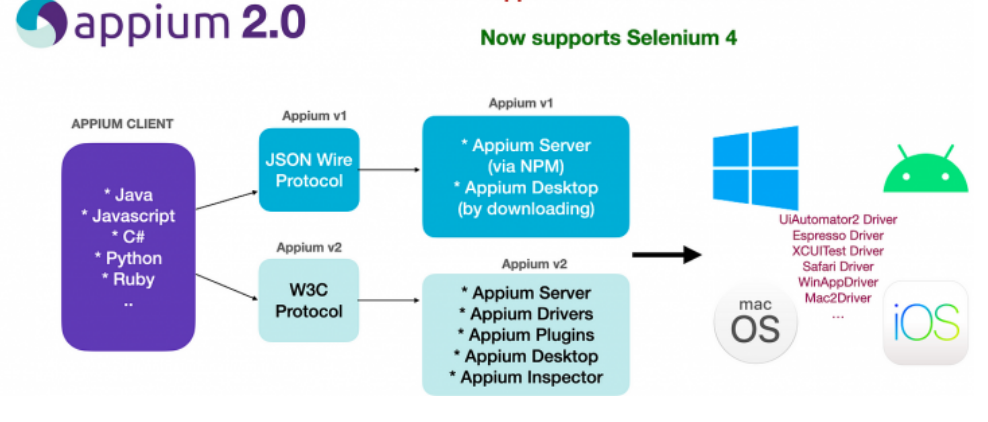 appium 2.0
Now supports Selenium 4
APPIUM CLIENT
* Java
* Javascript
* C#
* Python
* Ruby
..
Appium v1
JSON Wire
Protocol
Appium v2
W3C
Protocol
Appium v1
* Appium Server
(via NPM)
* Appium Desktop
(by downloading)
Appium v2
* Appium Server
* Appium Drivers
* Appium Plugins
* Appium Desktop
* Appium Inspector
UiAutomator2 Driver
Espresso Driver
XCUITest Driver
Safari Driver
WinAppDriver
Mac2Driver
...
mac
OS
iOS